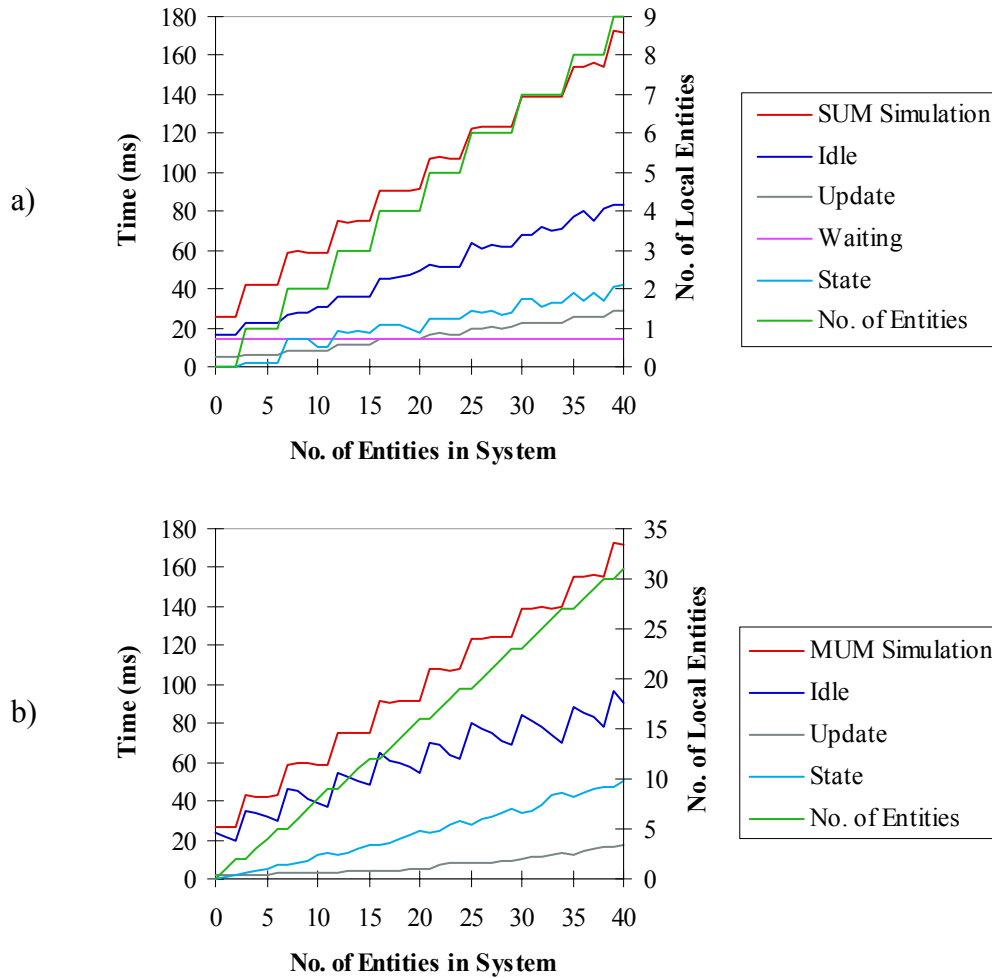 a)
Time (ms)
180
160
140
120
100
80
60
40
20
0
9
8
7
6
5
4
3
2
1
0
No. of Local Entities
0 5 10 15 20 25 30 35 40
No. of Entities in System
SUM Simulation
Idle
Update
Waiting
State
No. of Entities
b)
Time (ms)
180
160
140
120
100
80
60
40
20
0
35
30
25
20
15
10
5
0
No. of Local Entities
0 5 10 15 20 25 30 35 40
No. of Entities in System
MUM Simulation
Idle
Update
State
No. of Entities